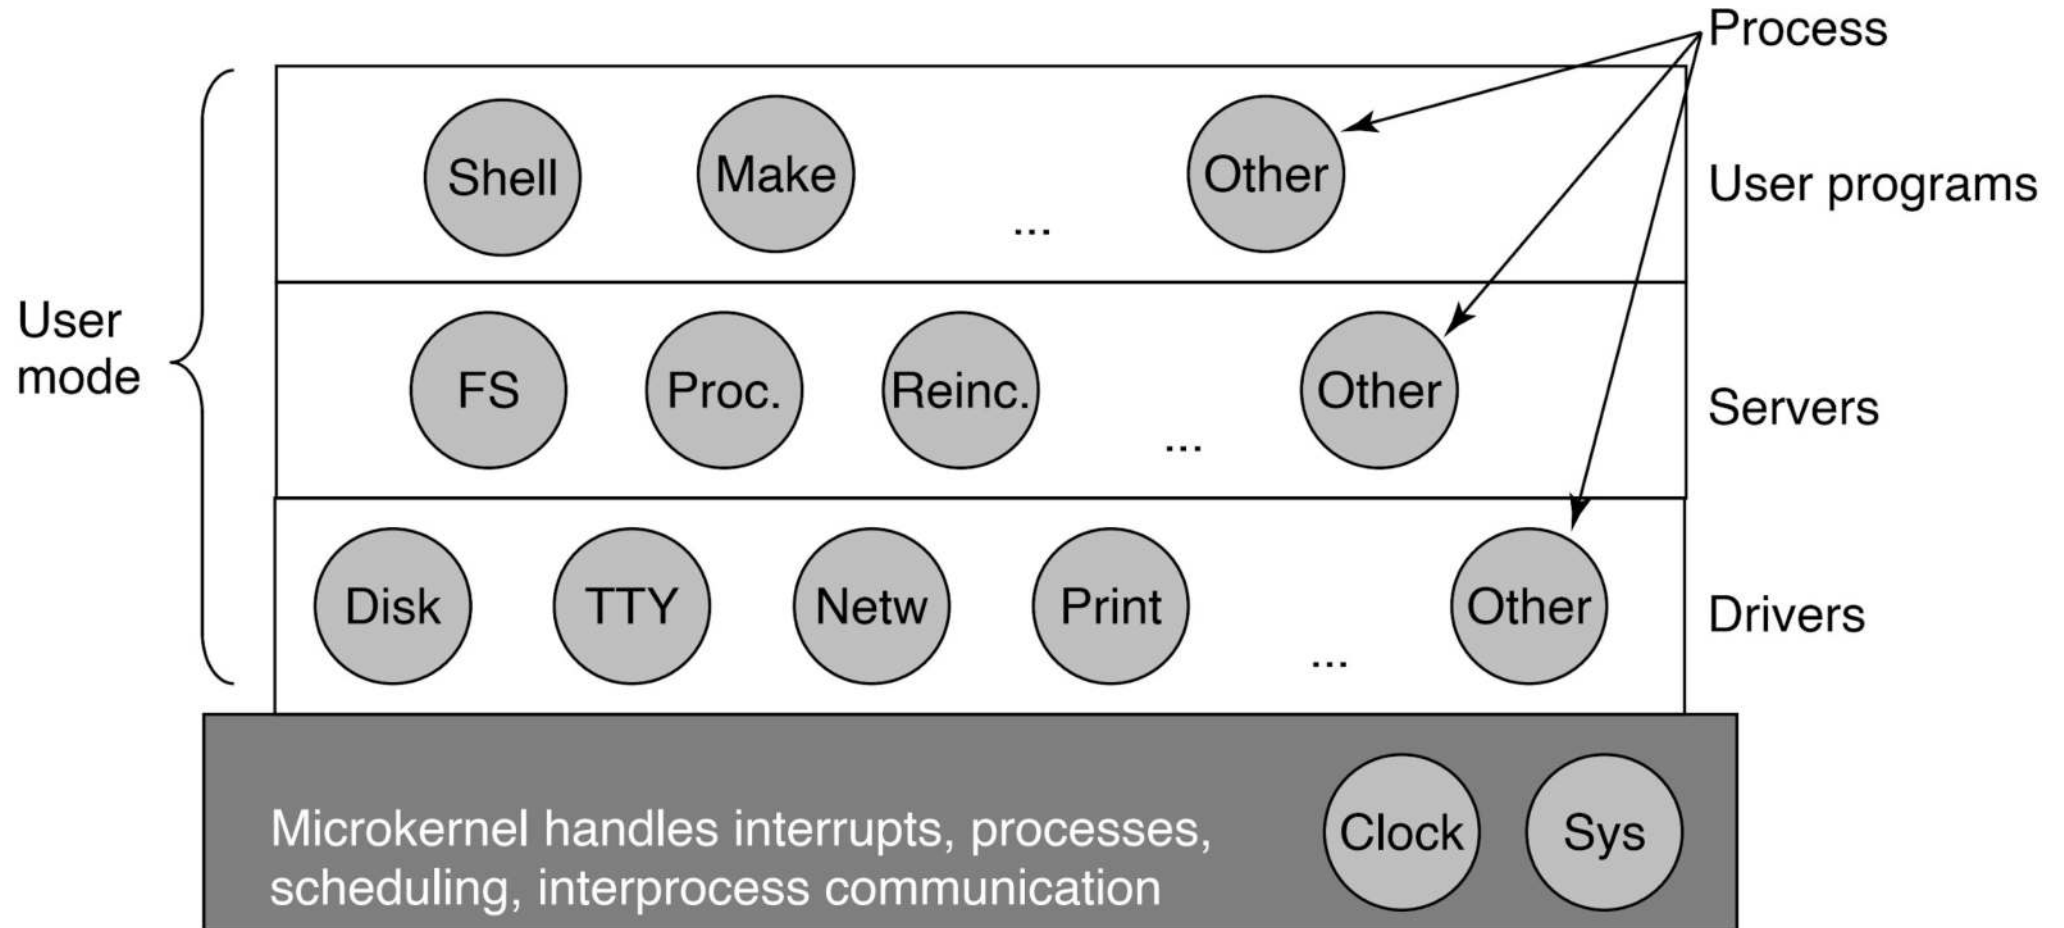 Process
Shell Make ... Other
User programs
User
mode
FS Proc. Reinc. ... Other
Servers
Disk TTY Netw Print ... Other
Drivers
Microkernel handles interrupts, processes,
scheduling, interprocess communication
Clock Sys